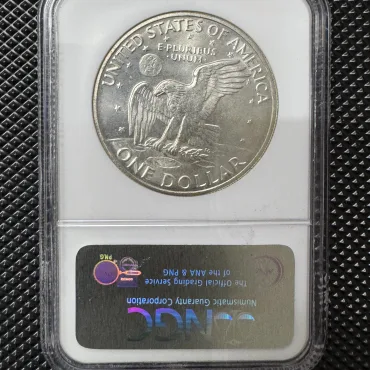 UNITED STATES OF AMERICA
E·PLURIBUS
·UNUM·
ONE DOLLAR
NGC
Numismatic Guaranty Corporation
The Official Grading Service
of the ANA & PNG
PNG